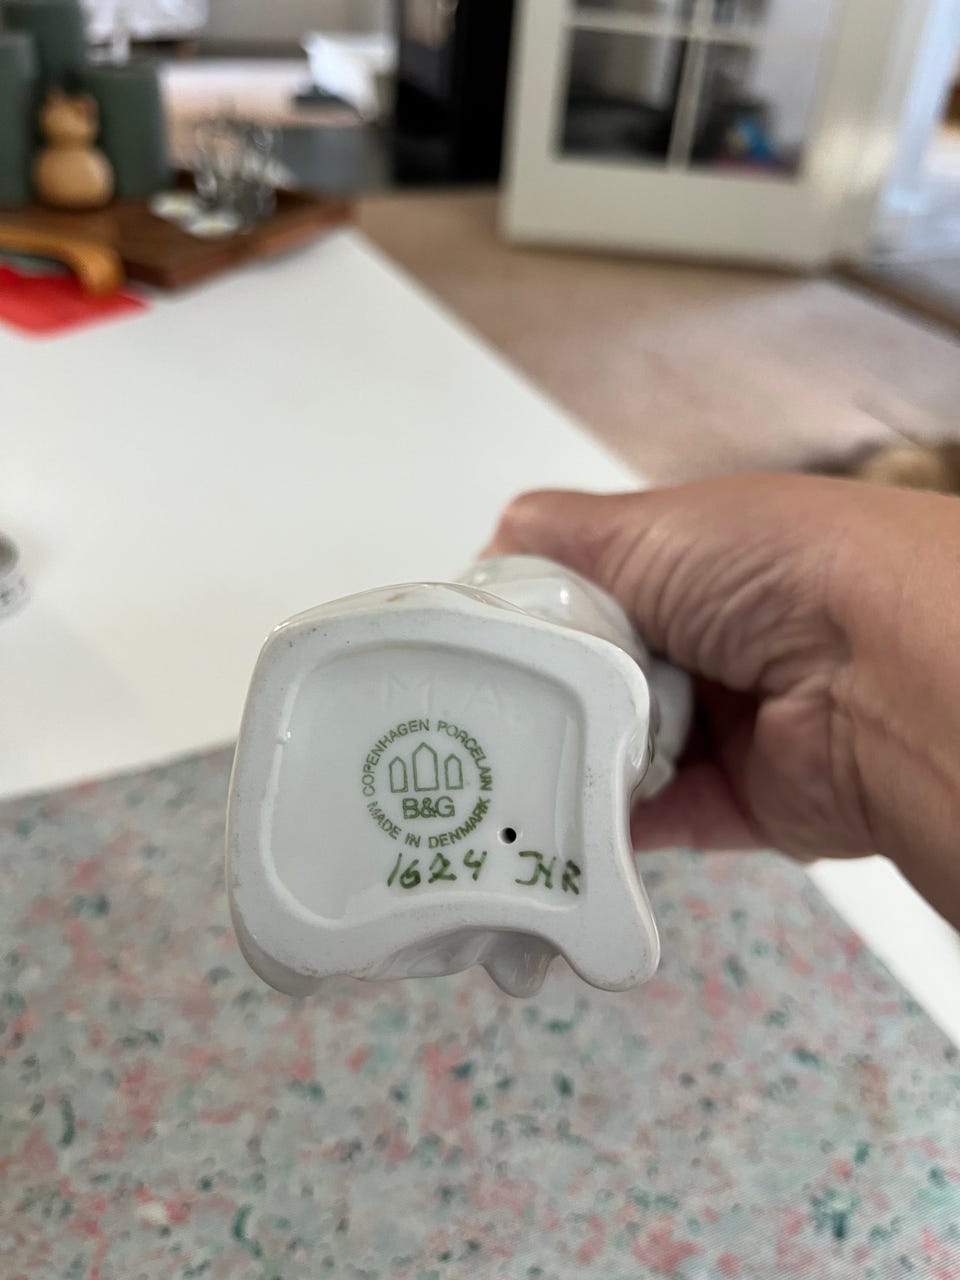 M.A.
COPENHAGEN PORCELAIN
B&G
MADE IN DENMARK
1624 JHR